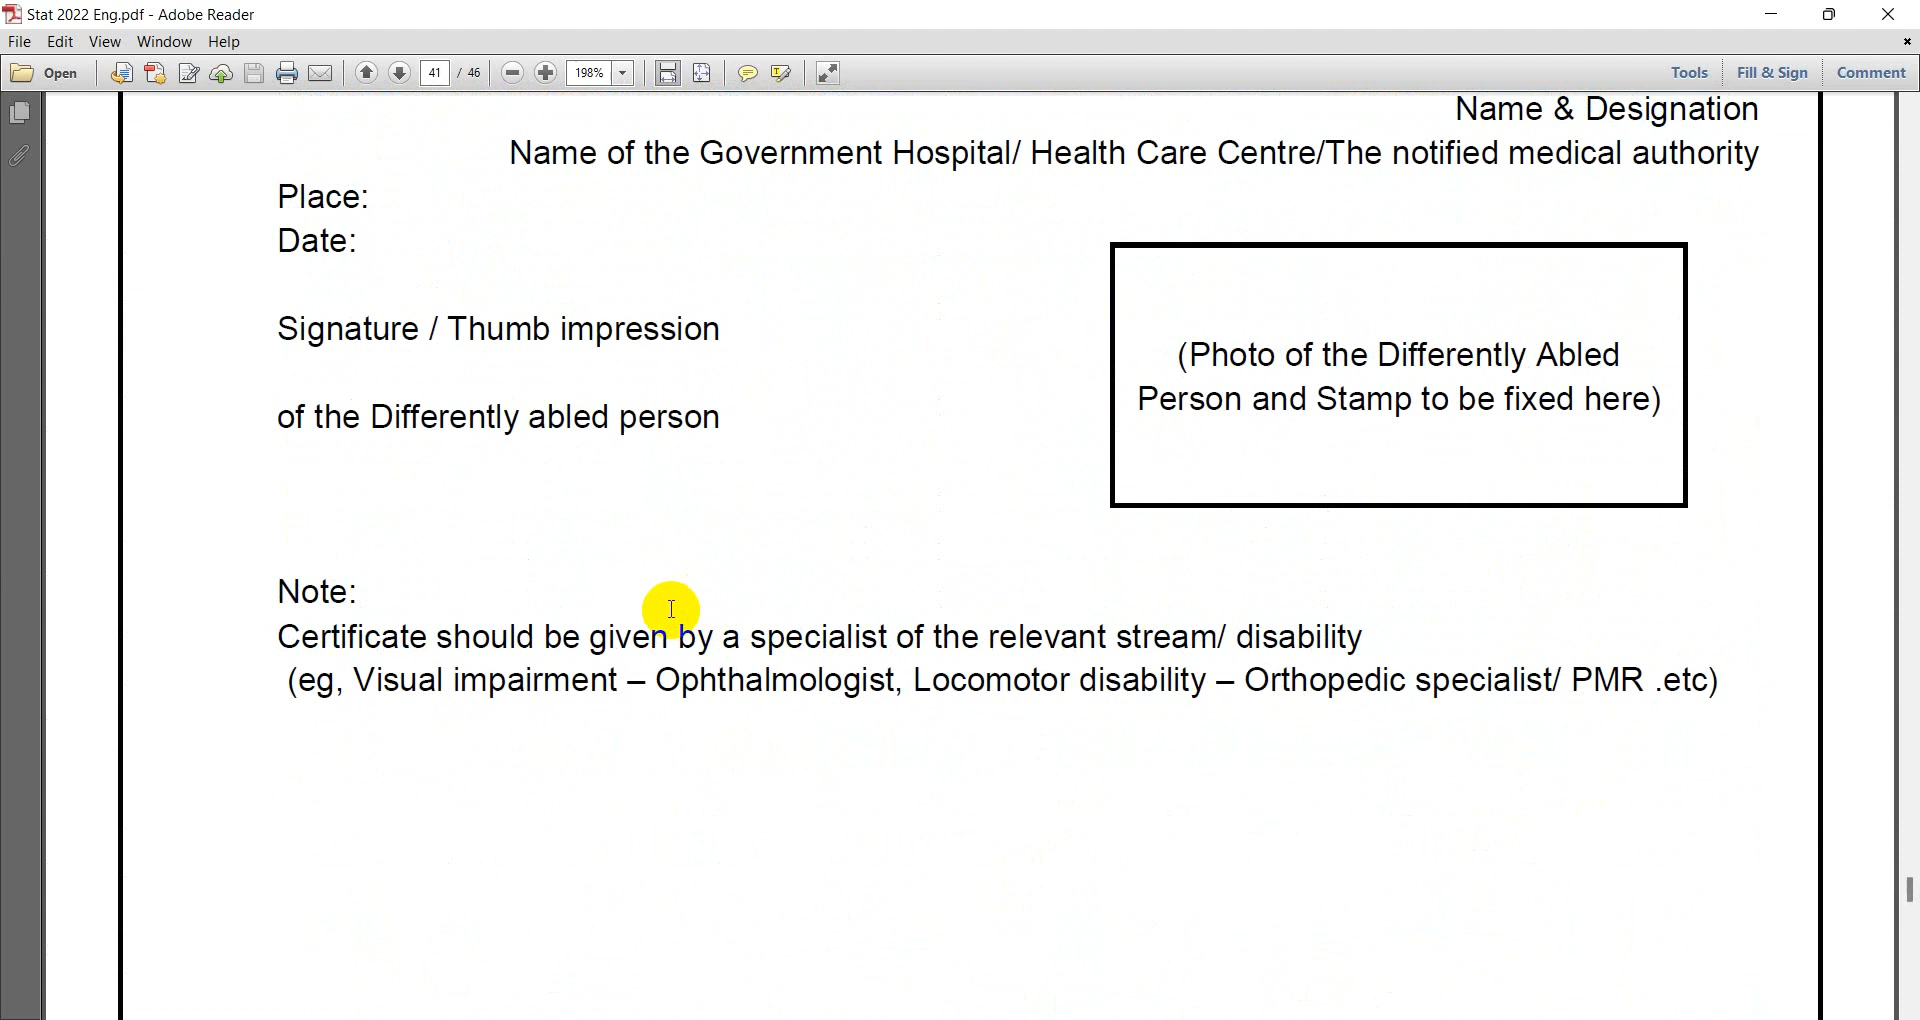 Stat 2022 Eng.pdf - Adobe Reader
File Edit View Window Help
Open 41 / 46 198% Tools Fill & Sign Comment
Name & Designation
Name of the Government Hospital/ Health Care Centre/The notified medical authority
Place:
Date:
Signature / Thumb impression
of the Differently abled person
(Photo of the Differently Abled
Person and Stamp to be fixed here)
Note:
Certificate should be given by a specialist of the relevant stream/ disability
(eg, Visual impairment – Ophthalmologist, Locomotor disability – Orthopedic specialist/ PMR .etc)